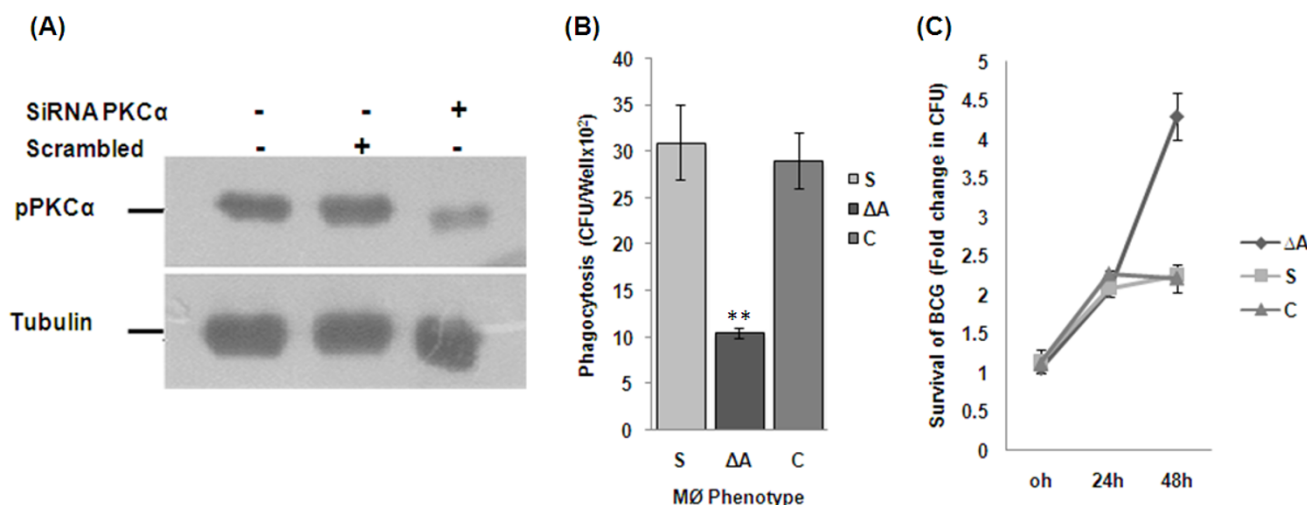 (A)
SiRNA PKCα - - +
Scrambled - + -
pPKCα
Tubulin
(B)
Phagocytosis (CFU/Wellx10²)
40
35
30
25
20
15
10
5
0
**
S ΔA C
MØ Phenotype
S
ΔA
C
(C)
Survival of BCG (Fold change in CFU)
5
4.5
4
3.5
3
2.5
2
1.5
1
0.5
0
oh 24h 48h
ΔA
S
C